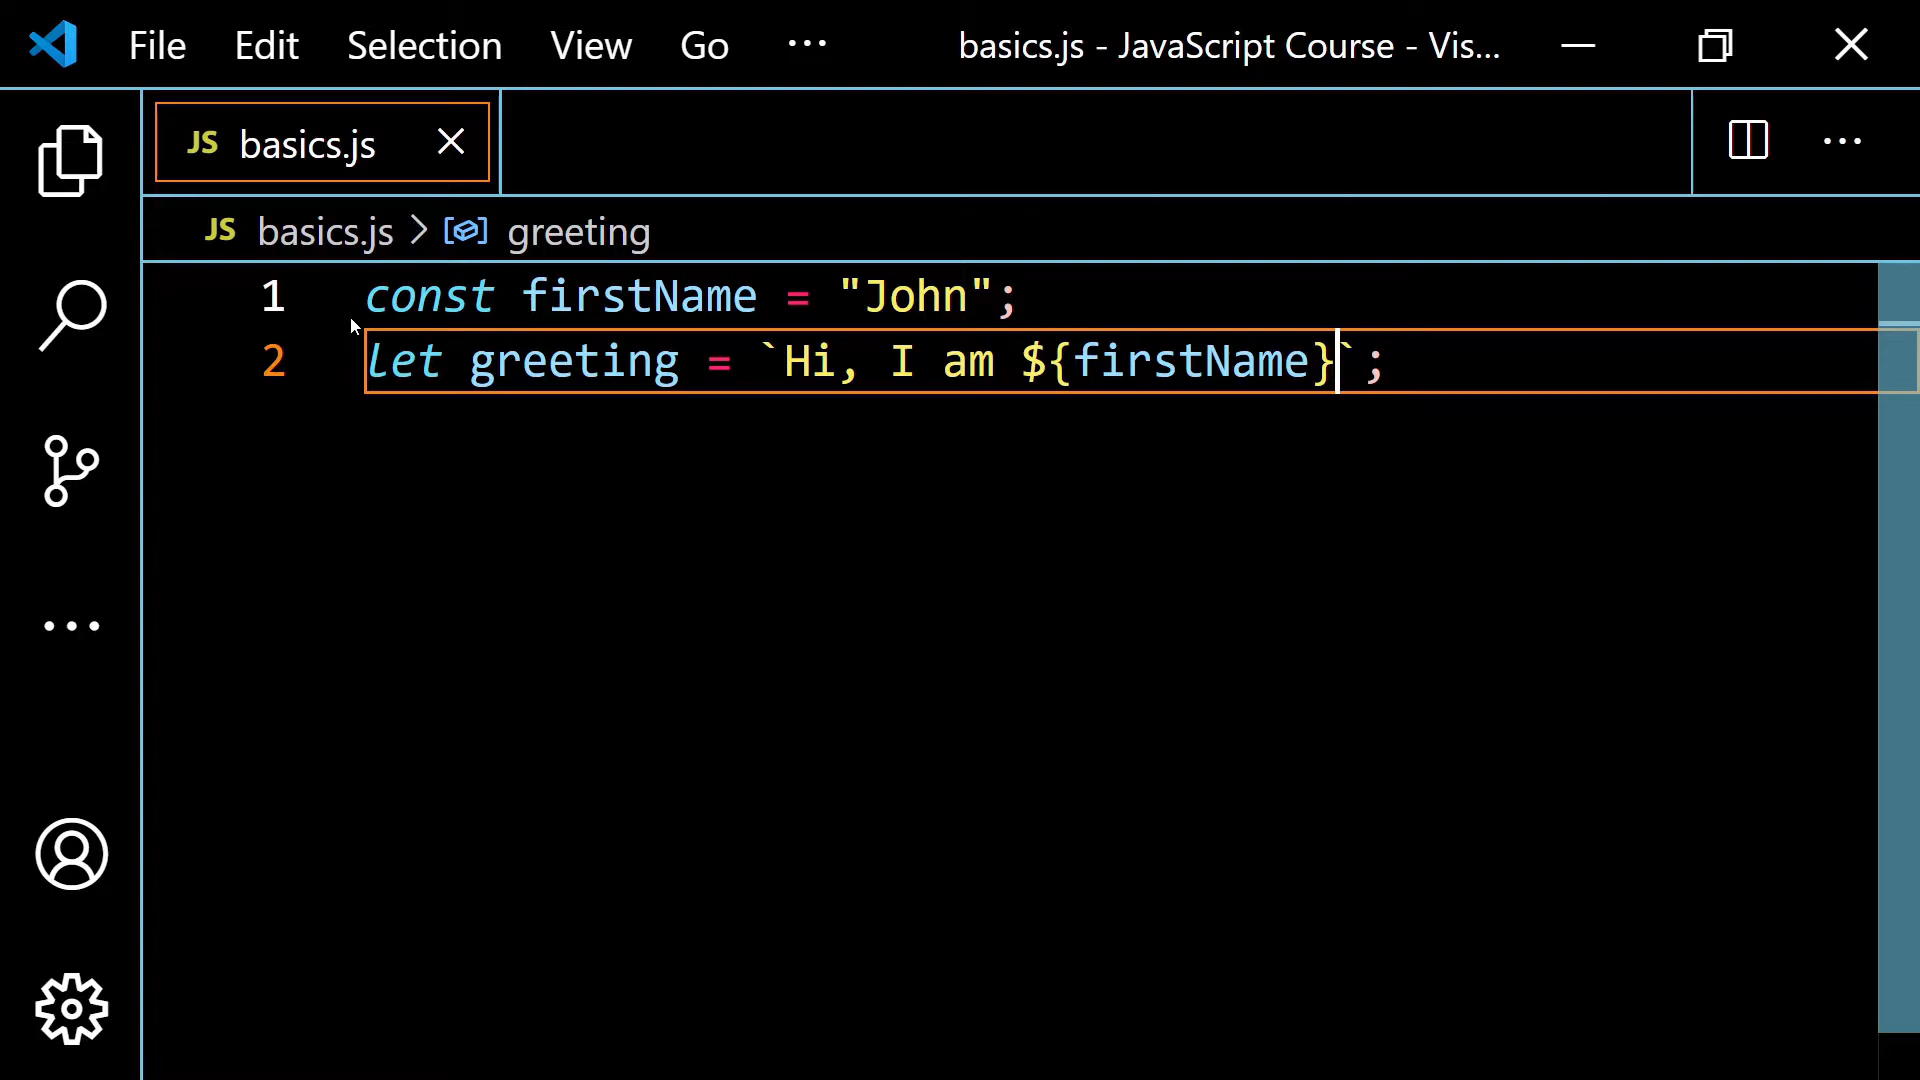 File Edit Selection View Go ··· basics.js - JavaScript Course - Vis...
JS basics.js
JS basics.js > greeting
1 const firstName = "John";
2 let greeting = `Hi, I am ${firstName}`;